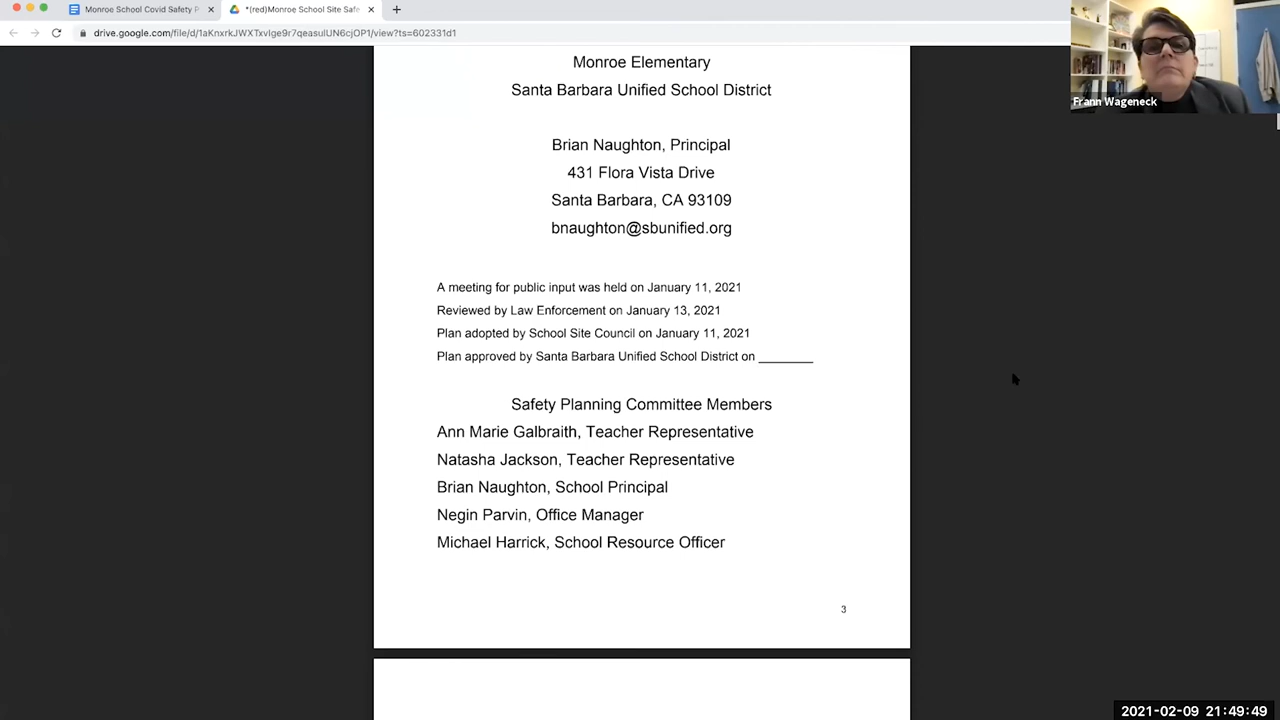 Monroe School Covid Safety P
*(red)Monroe School Site Safe
drive.google.com/file/d/1aKnxrkJWXTxvIge9r7qeasulUN6cjOP1/view?ts=602331d1
Frann Wageneck
Monroe Elementary
Santa Barbara Unified School District
Brian Naughton, Principal
431 Flora Vista Drive
Santa Barbara, CA 93109
bnaughton@sbunified.org
A meeting for public input was held on January 11, 2021
Reviewed by Law Enforcement on January 13, 2021
Plan adopted by School Site Council on January 11, 2021
Plan approved by Santa Barbara Unified School District on ________
Safety Planning Committee Members
Ann Marie Galbraith, Teacher Representative
Natasha Jackson, Teacher Representative
Brian Naughton, School Principal
Negin Parvin, Office Manager
Michael Harrick, School Resource Officer
3
2021-02-09 21:49:49